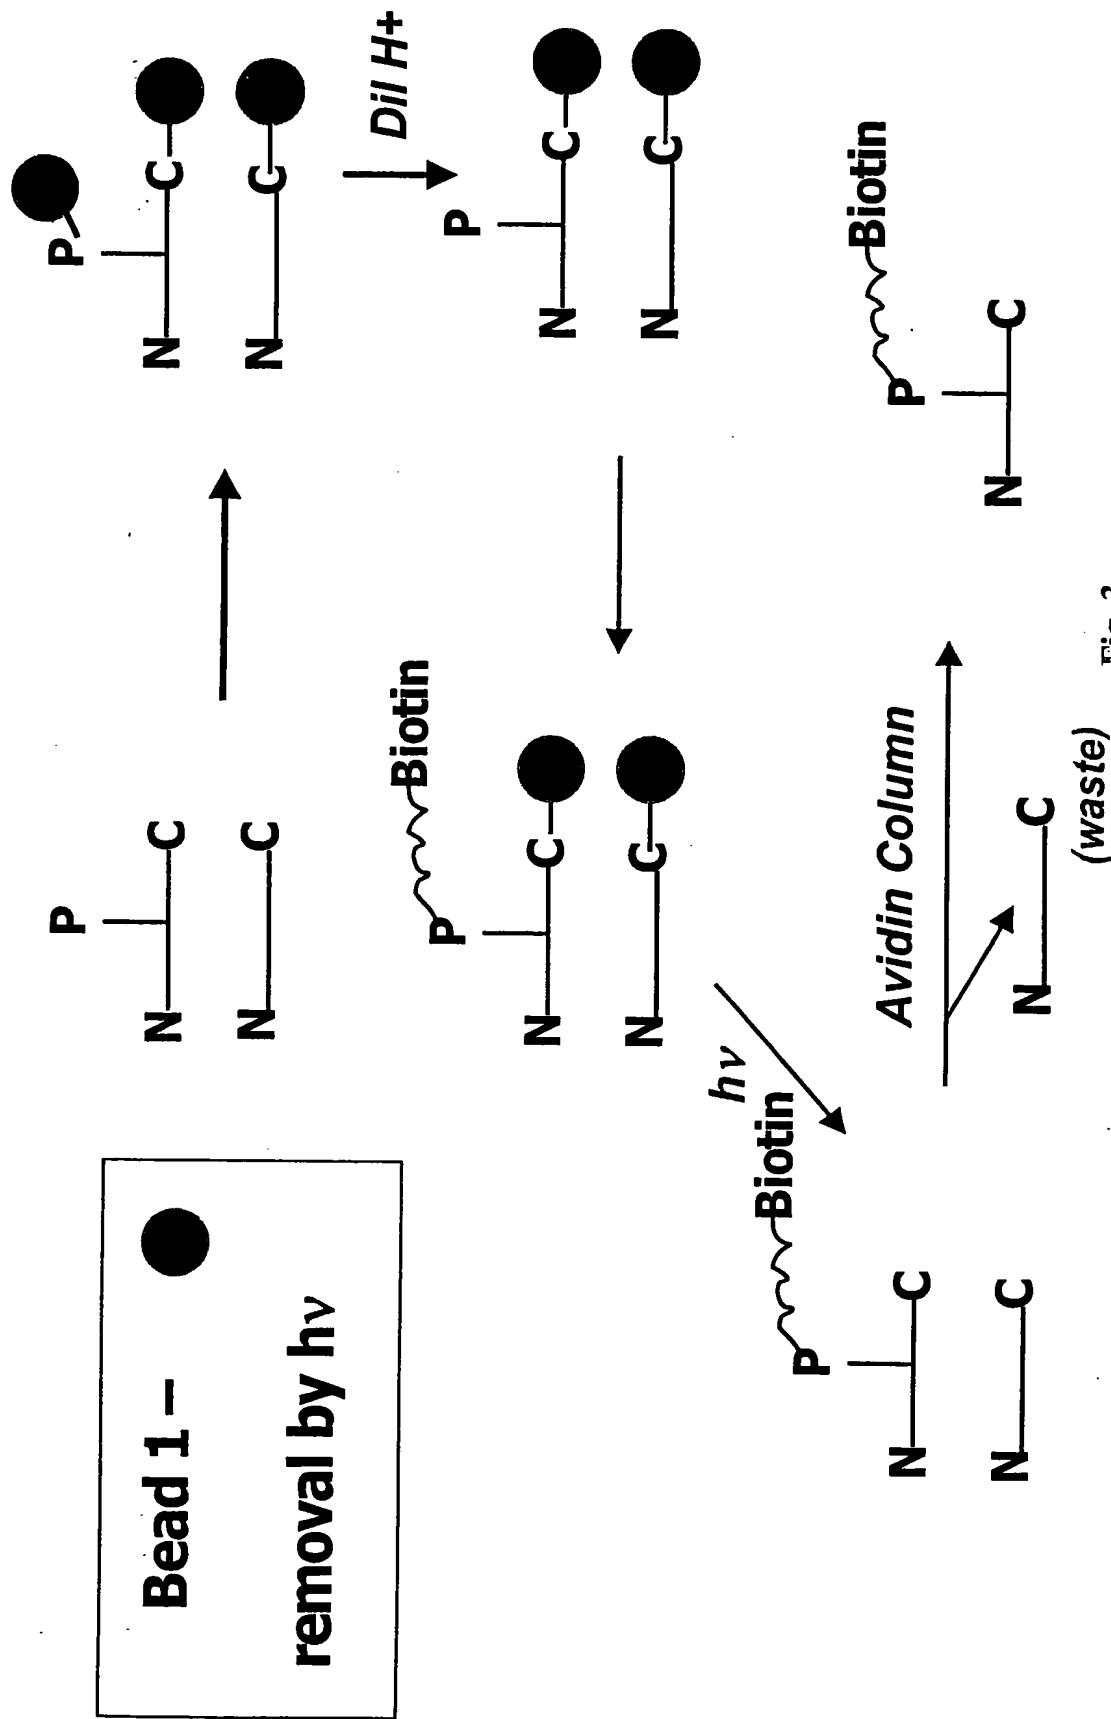 Bead 1 –
removal by hν
P
N C
N C
P
N C
N C
Dil H+
P
N C
N C
P Biotin
N C
N C
hν
P Biotin
N C
N C
Avidin Column
N C
(waste)
P Biotin
N C